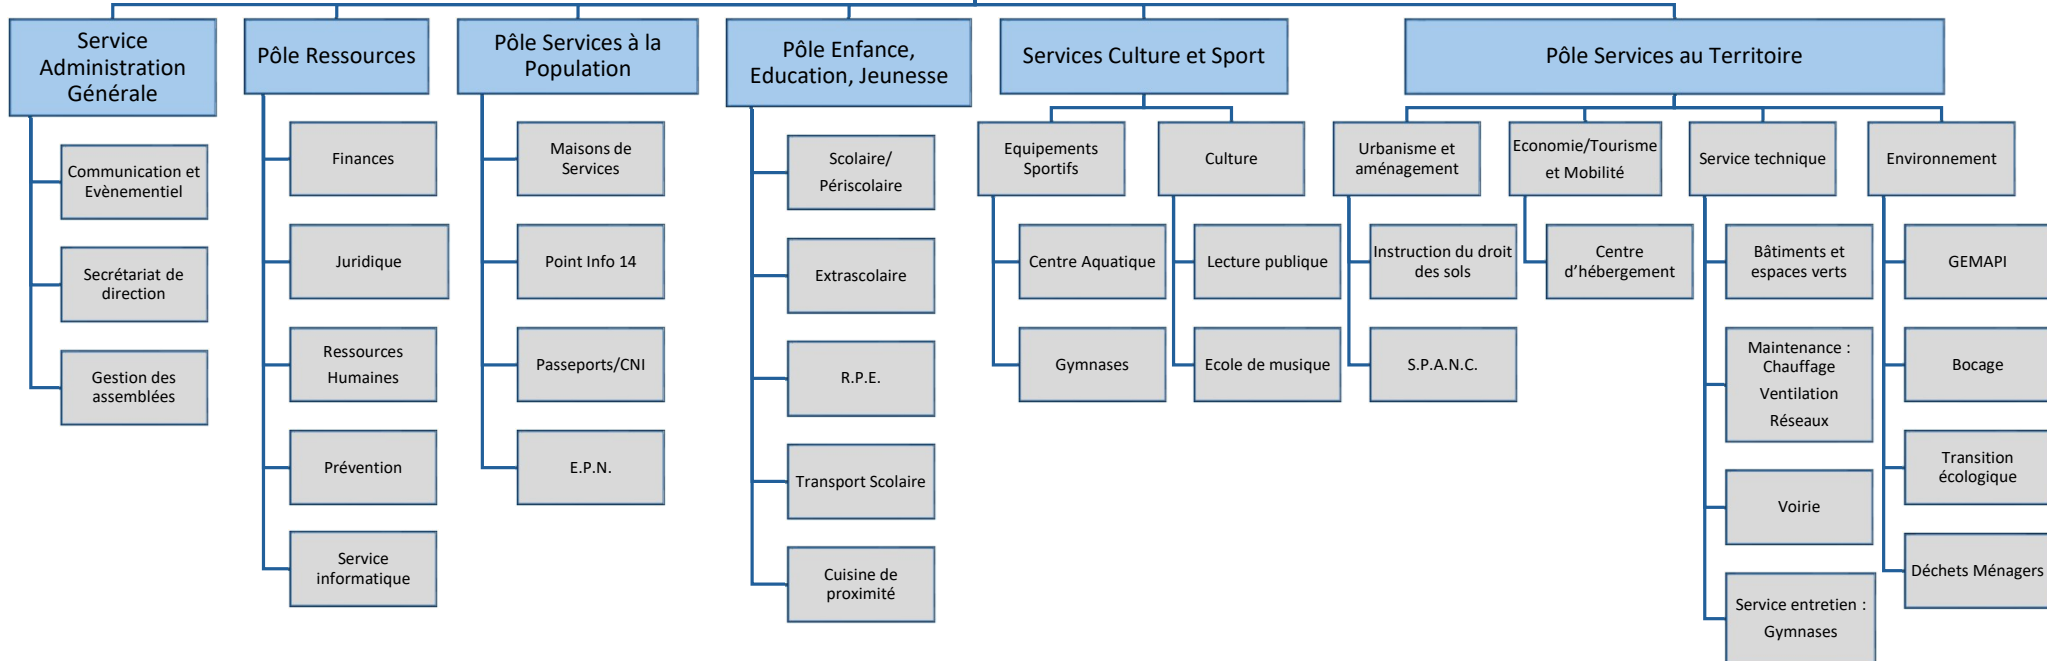 Service
Administration
Générale
Communication et
Evènementiel
Secrétariat de
direction
Gestion des
assemblées
Pôle Ressources
Finances
Juridique
Ressources
Humaines
Prévention
Service
informatique
Pôle Services à la
Population
Maisons de
Services
Point Info 14
Passeports/CNI
E.P.N.
Pôle Enfance,
Education, Jeunesse
Scolaire/
Périscolaire
Extrascolaire
R.P.E.
Transport Scolaire
Cuisine de
proximité
Services Culture et Sport
Equipements
Sportifs
Centre Aquatique
Gymnases
Culture
Lecture publique
Ecole de musique
Pôle Services au Territoire
Urbanisme et
aménagement
Instruction du droit
des sols
S.P.A.N.C.
Economie/Tourisme
et Mobilité
Centre
d’hébergement
Service technique
Bâtiments et
espaces verts
Maintenance :
Chauffage
Ventilation
Réseaux
Voirie
Service entretien :
Gymnases
Environnement
GEMAPI
Bocage
Transition
écologique
Déchets Ménagers